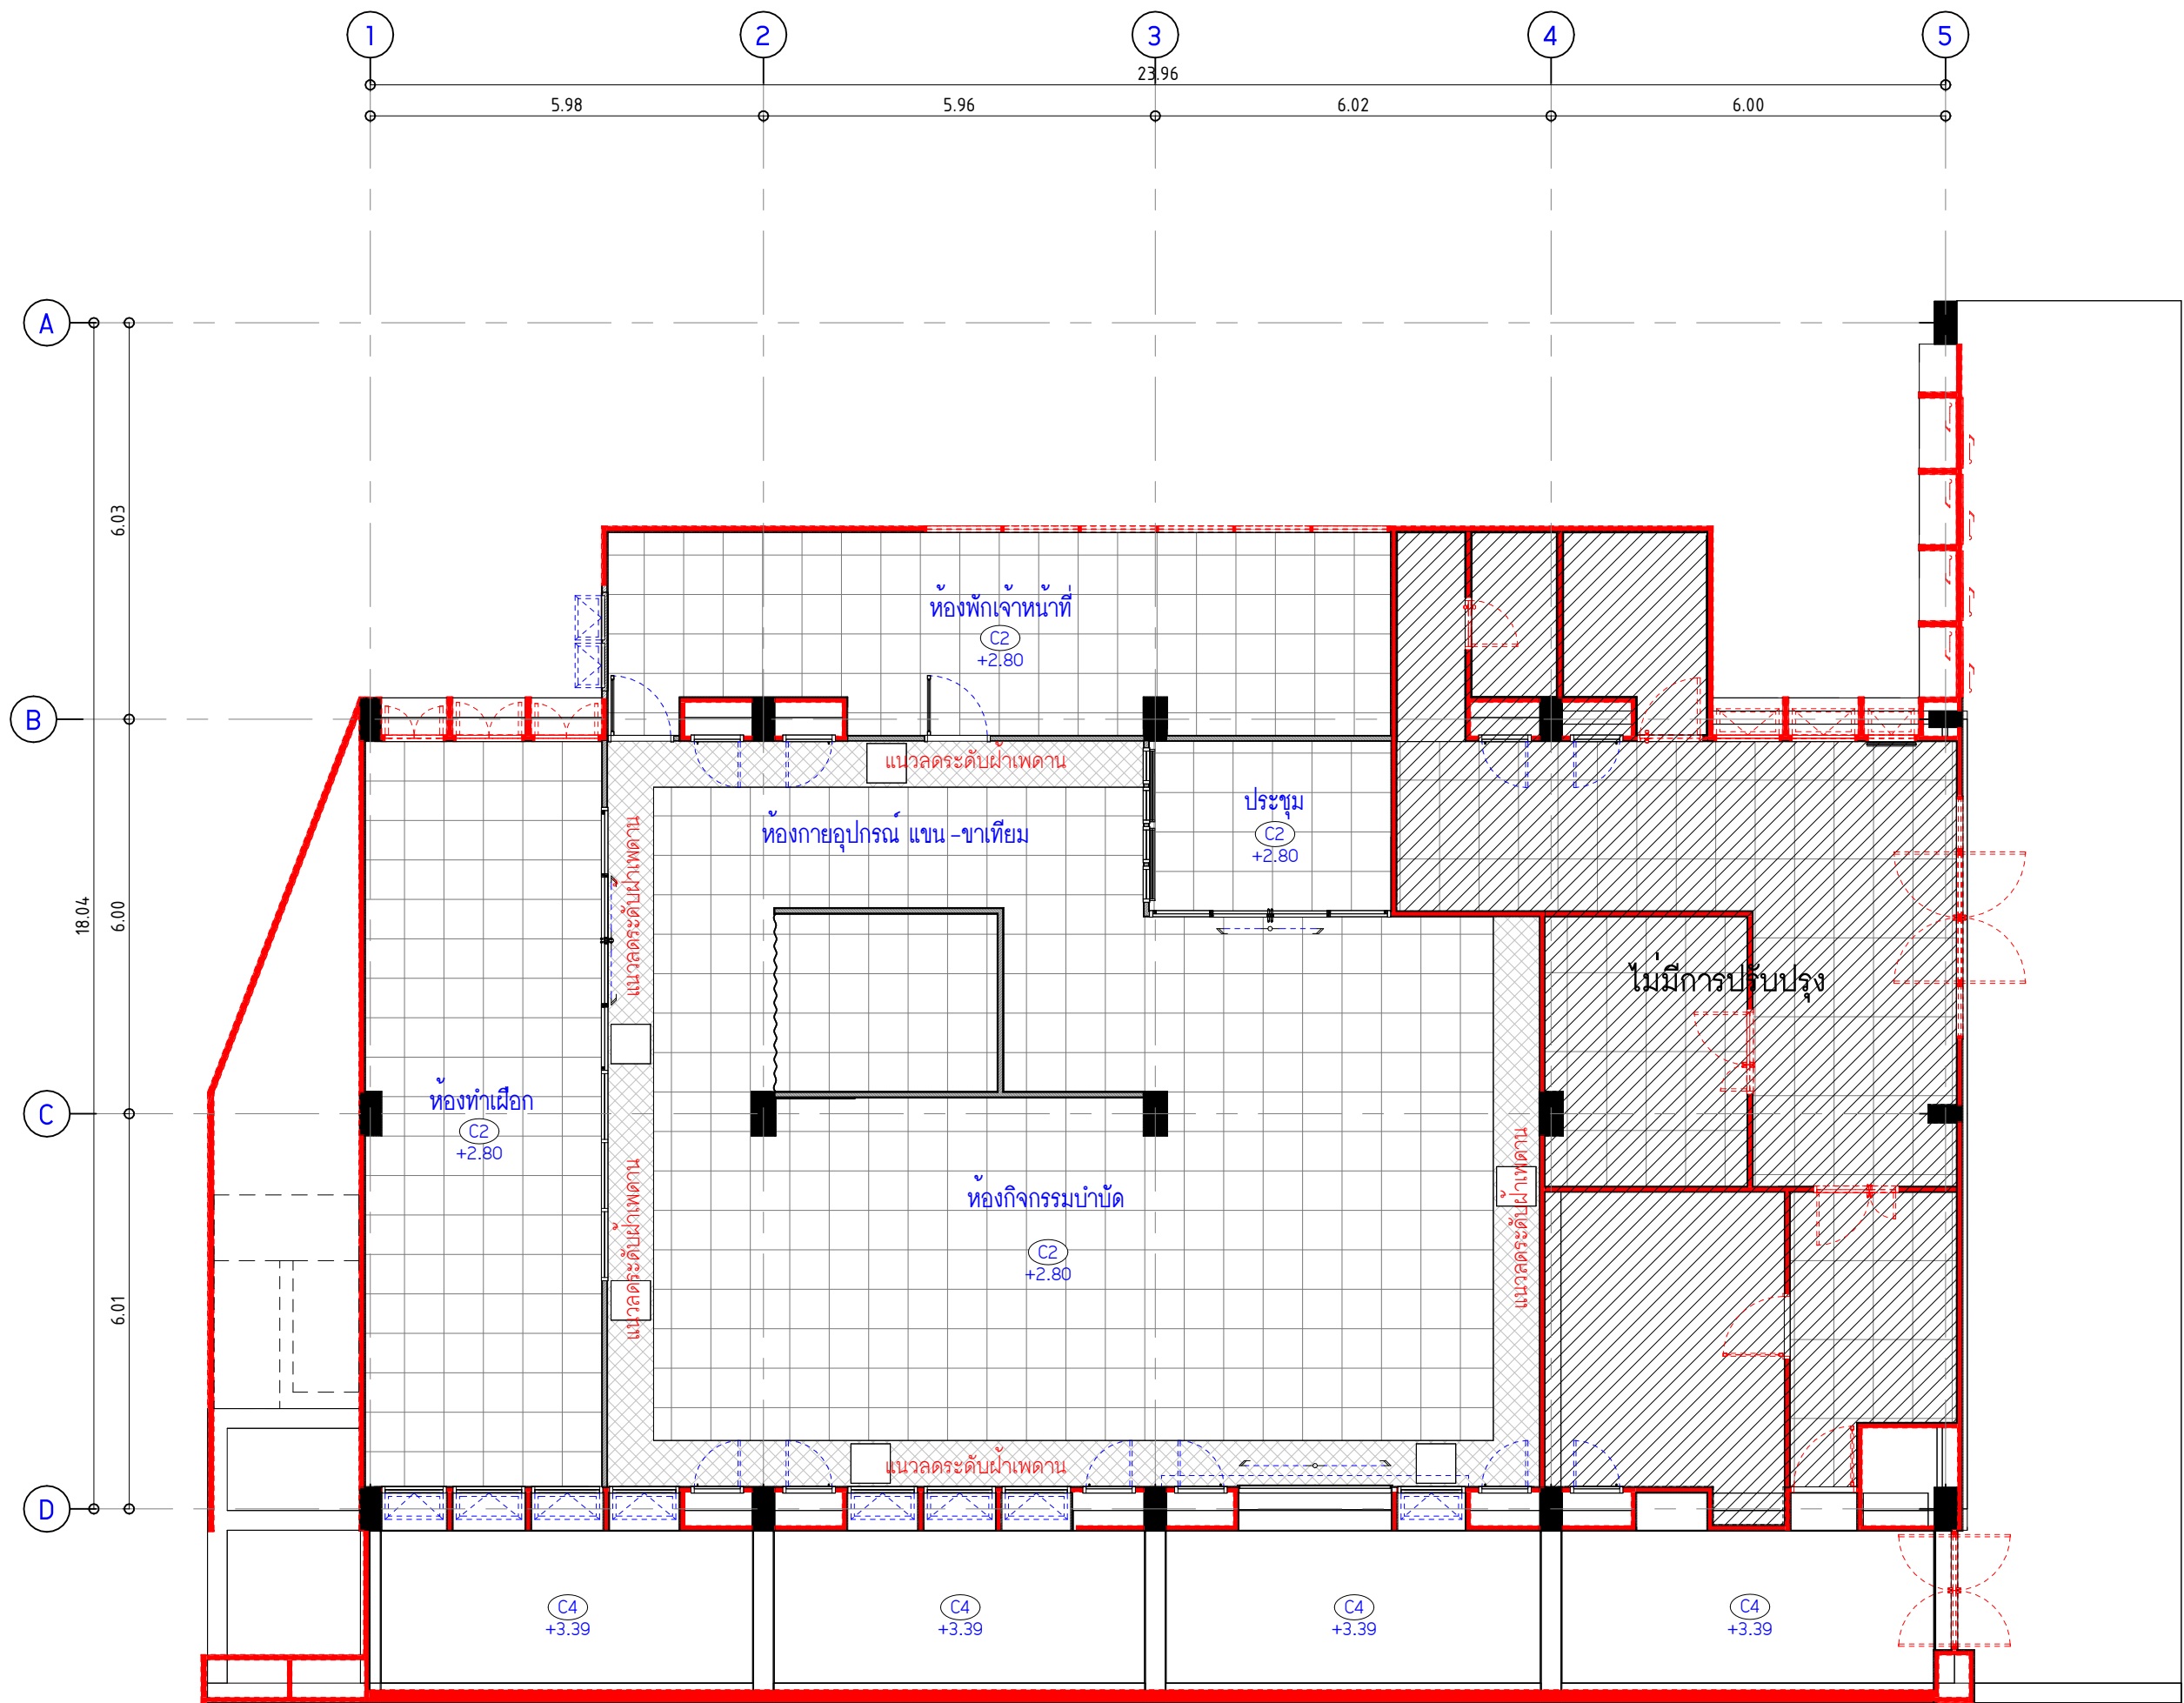 1 2 3 4 5
23.96
5.98 5.96 6.02 6.00
A
6.03
ห้องพักเจ้าหน้าที่
C2
+2.80
B
แนวลดระดับฝ้าเพดาน
ประชุม
C2
+2.80
ห้องกายอุปกรณ์ แขน-ขาเทียม
แนวลดระดับฝ้าเพดาน
18.04
6.00
ไม่มีการปรับปรุง
ห้องทำเฝือก
C2
+2.80
C
แนวลดระดับฝ้าเพดาน
แนวลดระดับฝ้าเพดาน
ห้องกิจกรรมบำบัด
C2
+2.80
6.01
แนวลดระดับฝ้าเพดาน
D
C4 C4 C4 C4
+3.39 +3.39 +3.39 +3.39